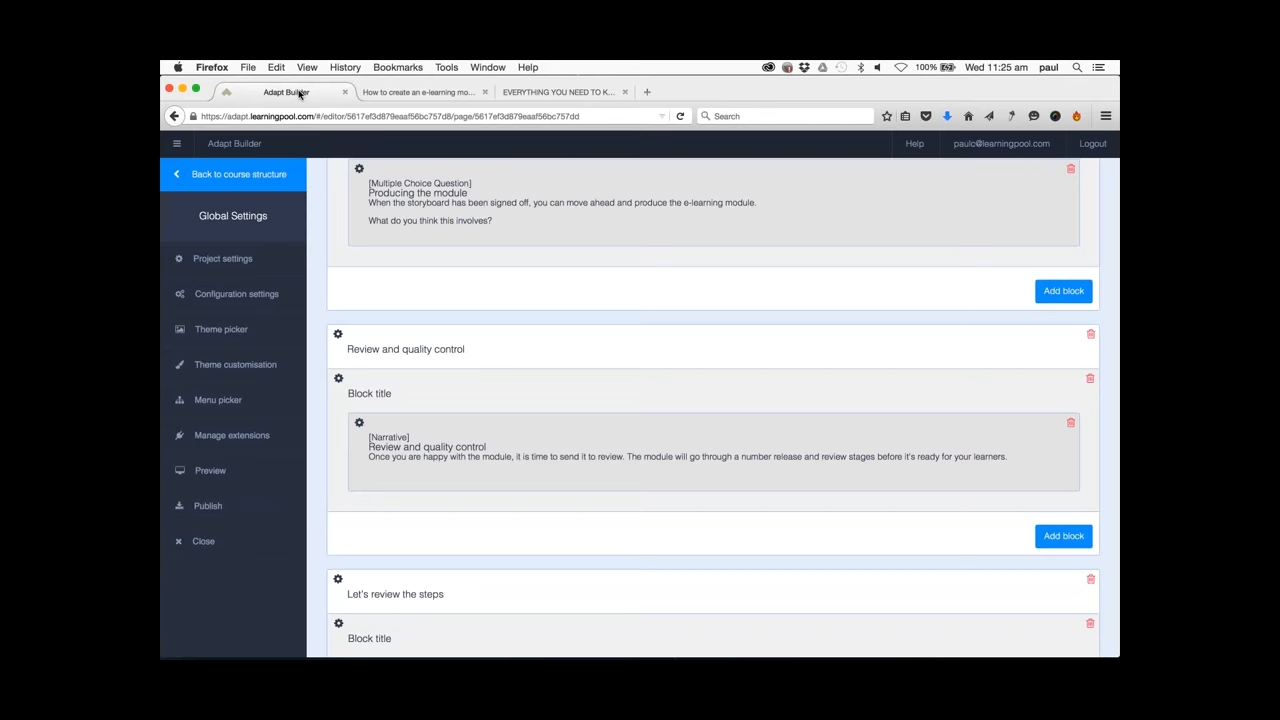 Firefox File Edit View History Bookmarks Tools Window Help 100% Wed 11:25 am paul
Adapt Builder How to create an e-learning mo... EVERYTHING YOU NEED TO K...
https://adapt.learningpool.com/#/editor/5617ef3d879eaaf56bc757d8/page/5617ef3d879eaaf56bc757dd Search
Adapt Builder Help paulc@learningpool.com Logout
Back to course structure
Global Settings
Project settings
Configuration settings
Theme picker
Theme customisation
Menu picker
Manage extensions
Preview
Publish
Close
[Multiple Choice Question]
Producing the module
When the storyboard has been signed off, you can move ahead and produce the e-learning module.
What do you think this involves?
Add block
Review and quality control
Block title
[Narrative]
Review and quality control
Once you are happy with the module, it is time to send it to review. The module will go through a number release and review stages before it's ready for your learners.
Add block
Let's review the steps
Block title